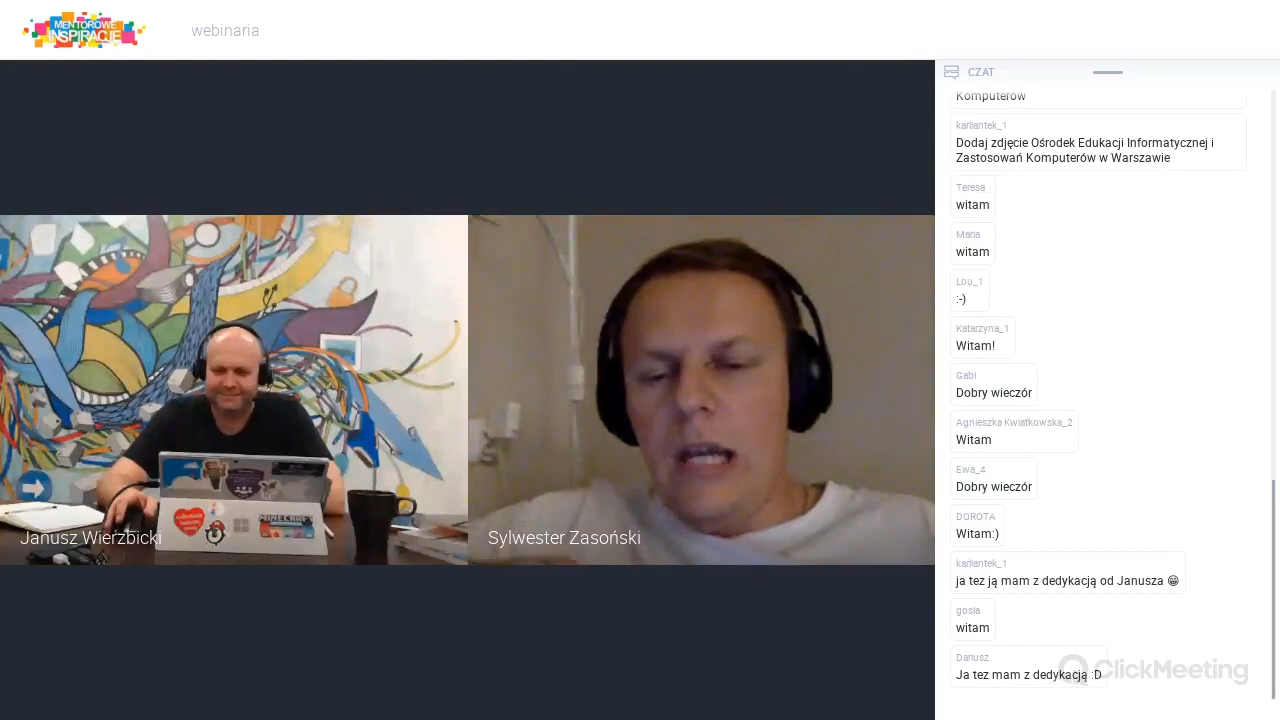 MENTOROWE
INSPIRACJE
webinaria
CZAT
Komputerów
karliantek_1
Dodaj zdjęcie Ośrodek Edukacji Informatycznej i
Zastosowań Komputerów w Warszawie
Teresa
witam
Maria
witam
Lou_1
:-)
Katarzyna_1
Witam!
Gabi
Dobry wieczór
Agnieszka Kwiatkowska_2
Witam
Ewa_4
Dobry wieczór
DOROTA
Witam:)
karliantek_1
ja tez ją mam z dedykacją od Janusza 😁
gosia
witam
Dariusz
Ja tez mam z dedykacją :D
ClickMeeting
MINECRAFT
Janusz Wierzbicki
Sylwester Zasoński